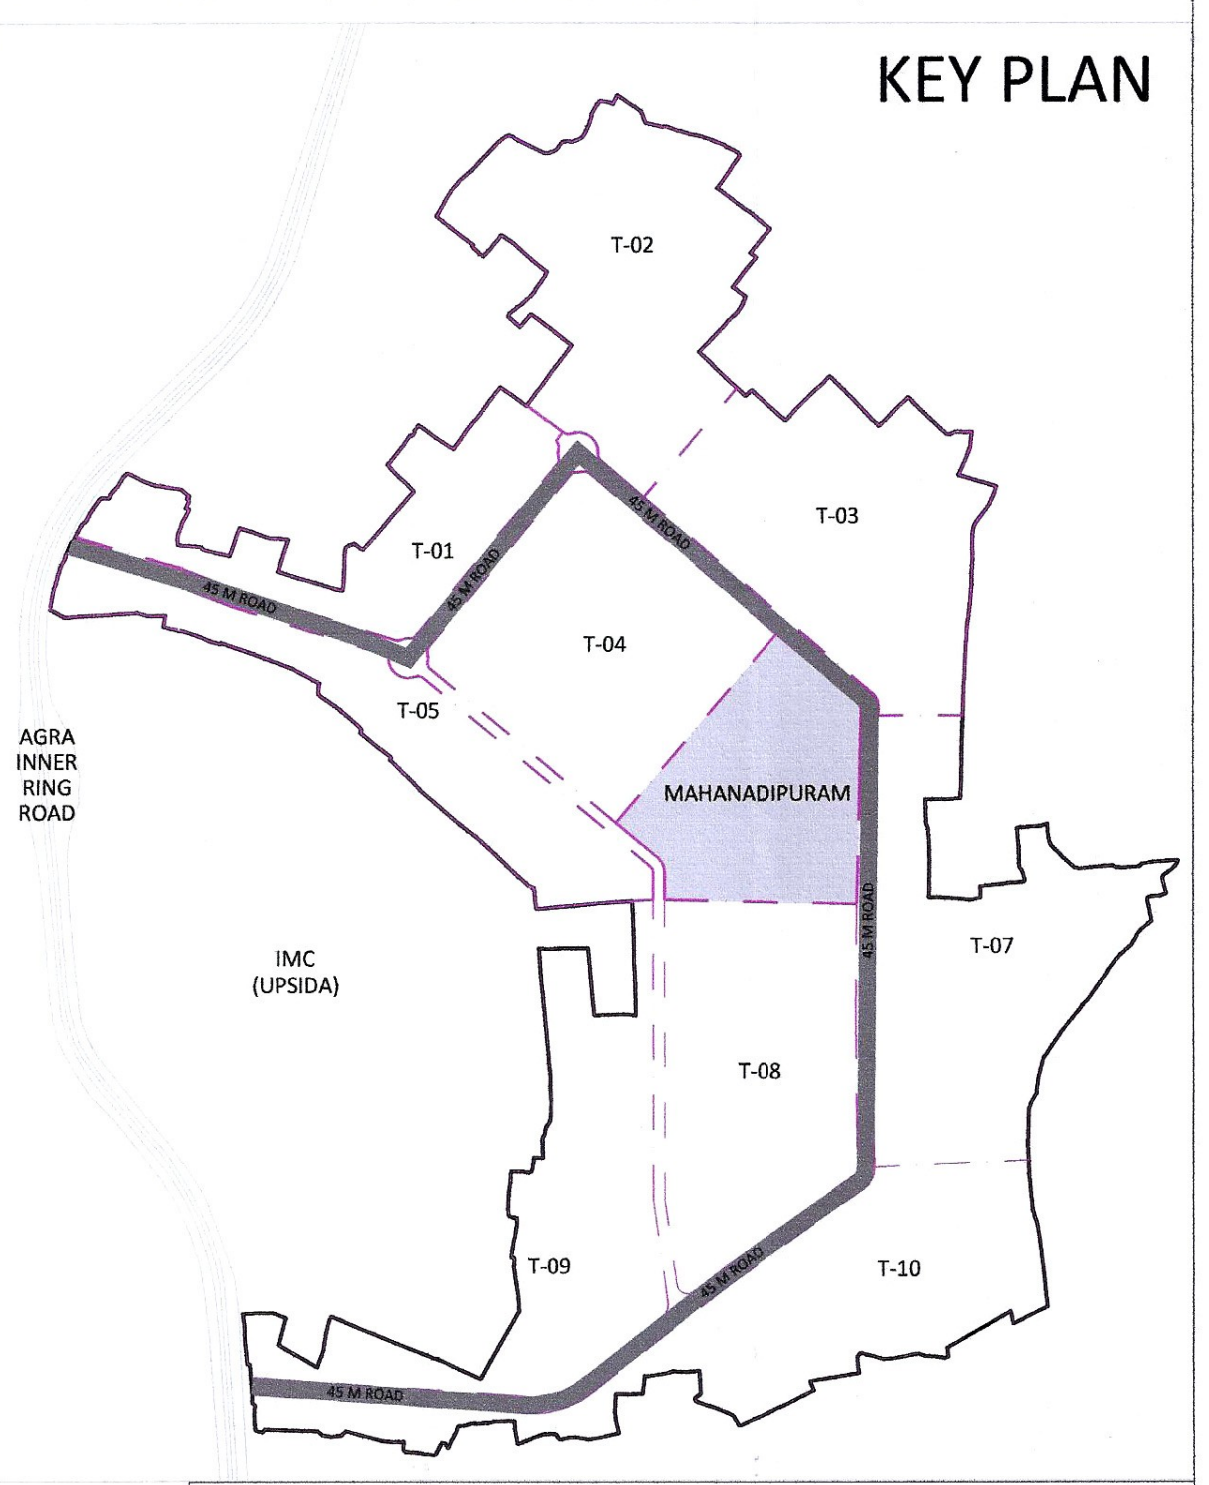 KEY PLAN
T-02
T-03
45 M ROAD
T-01
45 M ROAD
45 M ROAD
T-04
T-05
AGRA
INNER
RING
ROAD
MAHANADIPURAM
45 M ROAD
T-07
IMC
(UPSIDA)
T-08
T-09
45 M ROAD
T-10
45 M ROAD